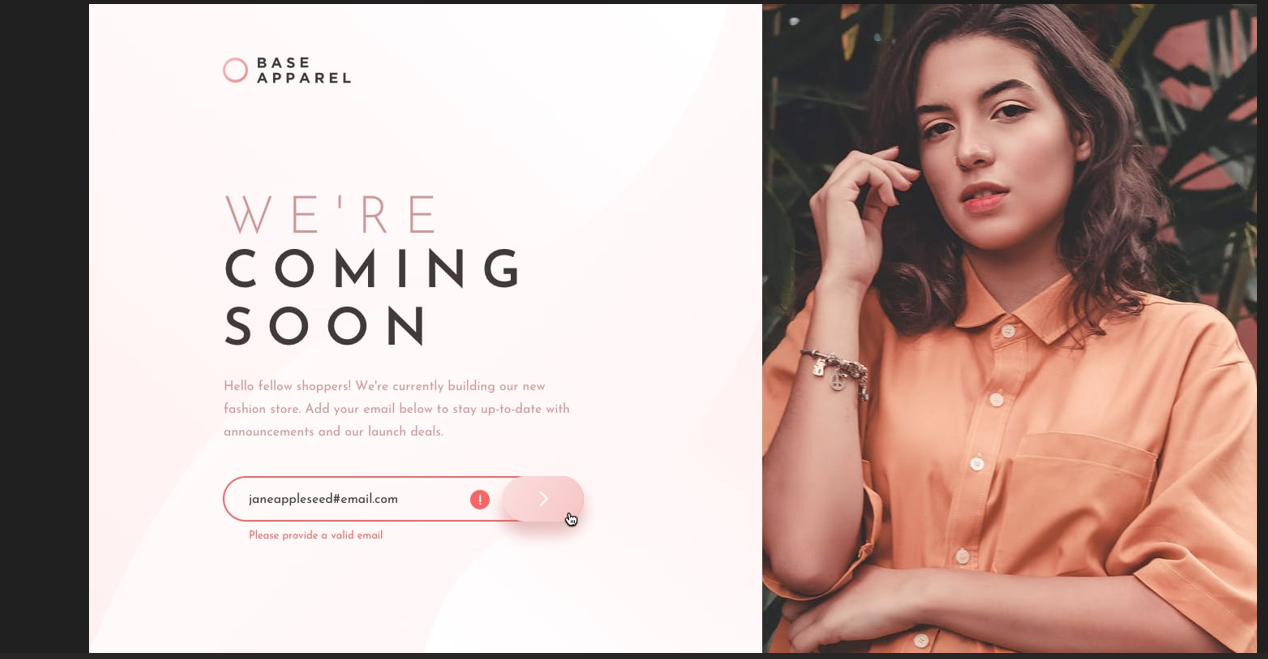 BASE
APPAREL
WE'RE
COMING
SOON
Hello fellow shoppers! We're currently building our new
fashion store. Add your email below to stay up-to-date with
announcements and our launch deals.
janeappleseed#email.com
!
Please provide a valid email